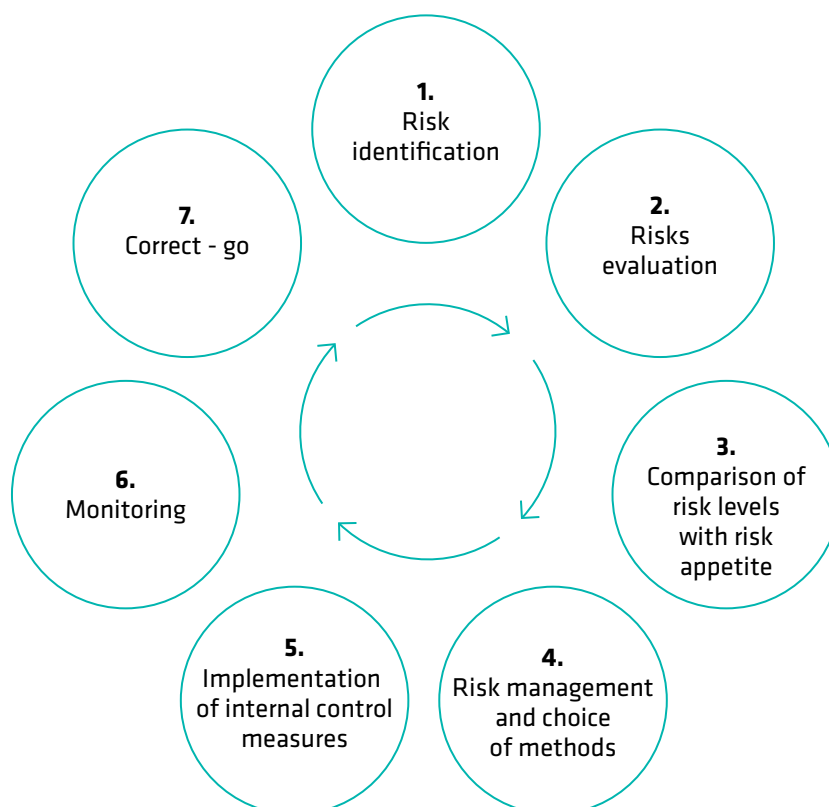 1.
Risk
identification
2.
Risks
evaluation
3.
Comparison of
risk levels
with risk
appetite
4.
Risk management
and choice
of methods
5.
Implementation
of internal control
measures
6.
Monitoring
7.
Correct - go